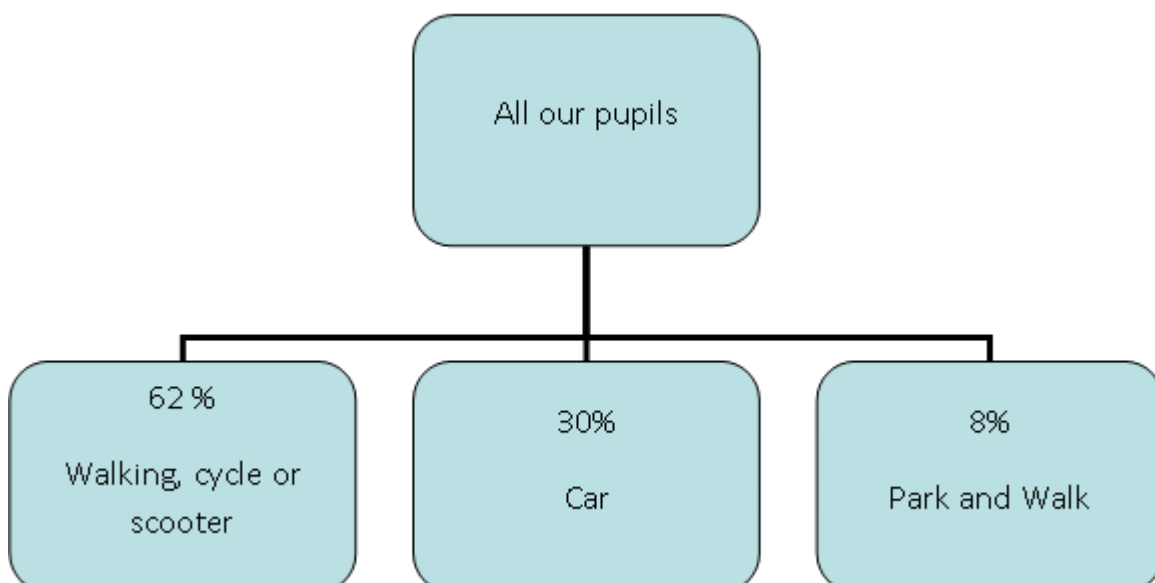 All our pupils
62 %
Walking, cycle or
scooter
30%
Car
8%
Park and Walk